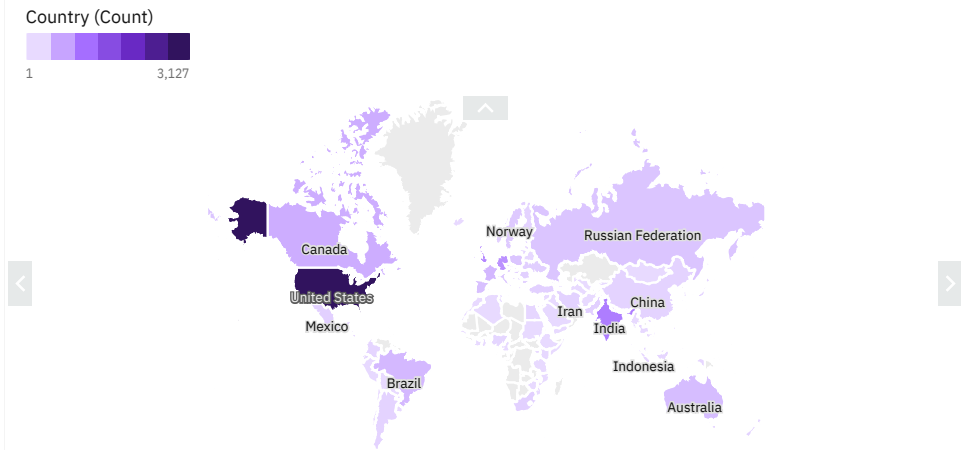 Country (Count)
1 3,127
Norway
Russian Federation
Canada
United States
China
Iran
Mexico
India
Indonesia
Brazil
Australia